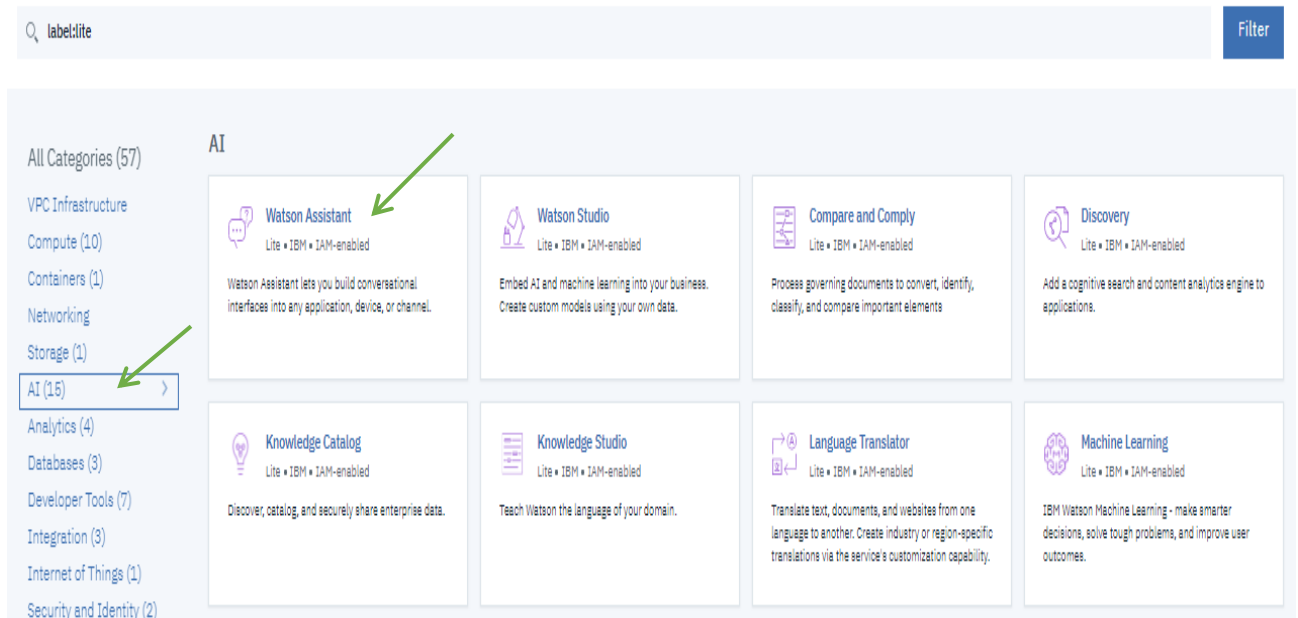 label:lite
Filter
All Categories (57)
VPC Infrastructure
Compute (10)
Containers (1)
Networking
Storage (1)
AI (15)
Analytics (4)
Databases (3)
Developer Tools (7)
Integration (3)
Internet of Things (1)
Security and Identity (2)
AI
Watson Assistant
Lite • IBM • IAM-enabled
Watson Assistant lets you build conversational
interfaces into any application, device, or channel.
Watson Studio
Lite • IBM • IAM-enabled
Embed AI and machine learning into your business.
Create custom models using your own data.
Compare and Comply
Lite • IBM • IAM-enabled
Process governing documents to convert, identify,
classify, and compare important elements
Discovery
Lite • IBM • IAM-enabled
Add a cognitive search and content analytics engine to
applications.
Knowledge Catalog
Lite • IBM • IAM-enabled
Discover, catalog, and securely share enterprise data.
Knowledge Studio
Lite • IBM • IAM-enabled
Teach Watson the language of your domain.
Language Translator
Lite • IBM • IAM-enabled
Translate text, documents, and websites from one
language to another. Create industry or region-specific
translations via the service's customization capability.
Machine Learning
Lite • IBM • IAM-enabled
IBM Watson Machine Learning - make smarter
decisions, solve tough problems, and improve user
outcomes.